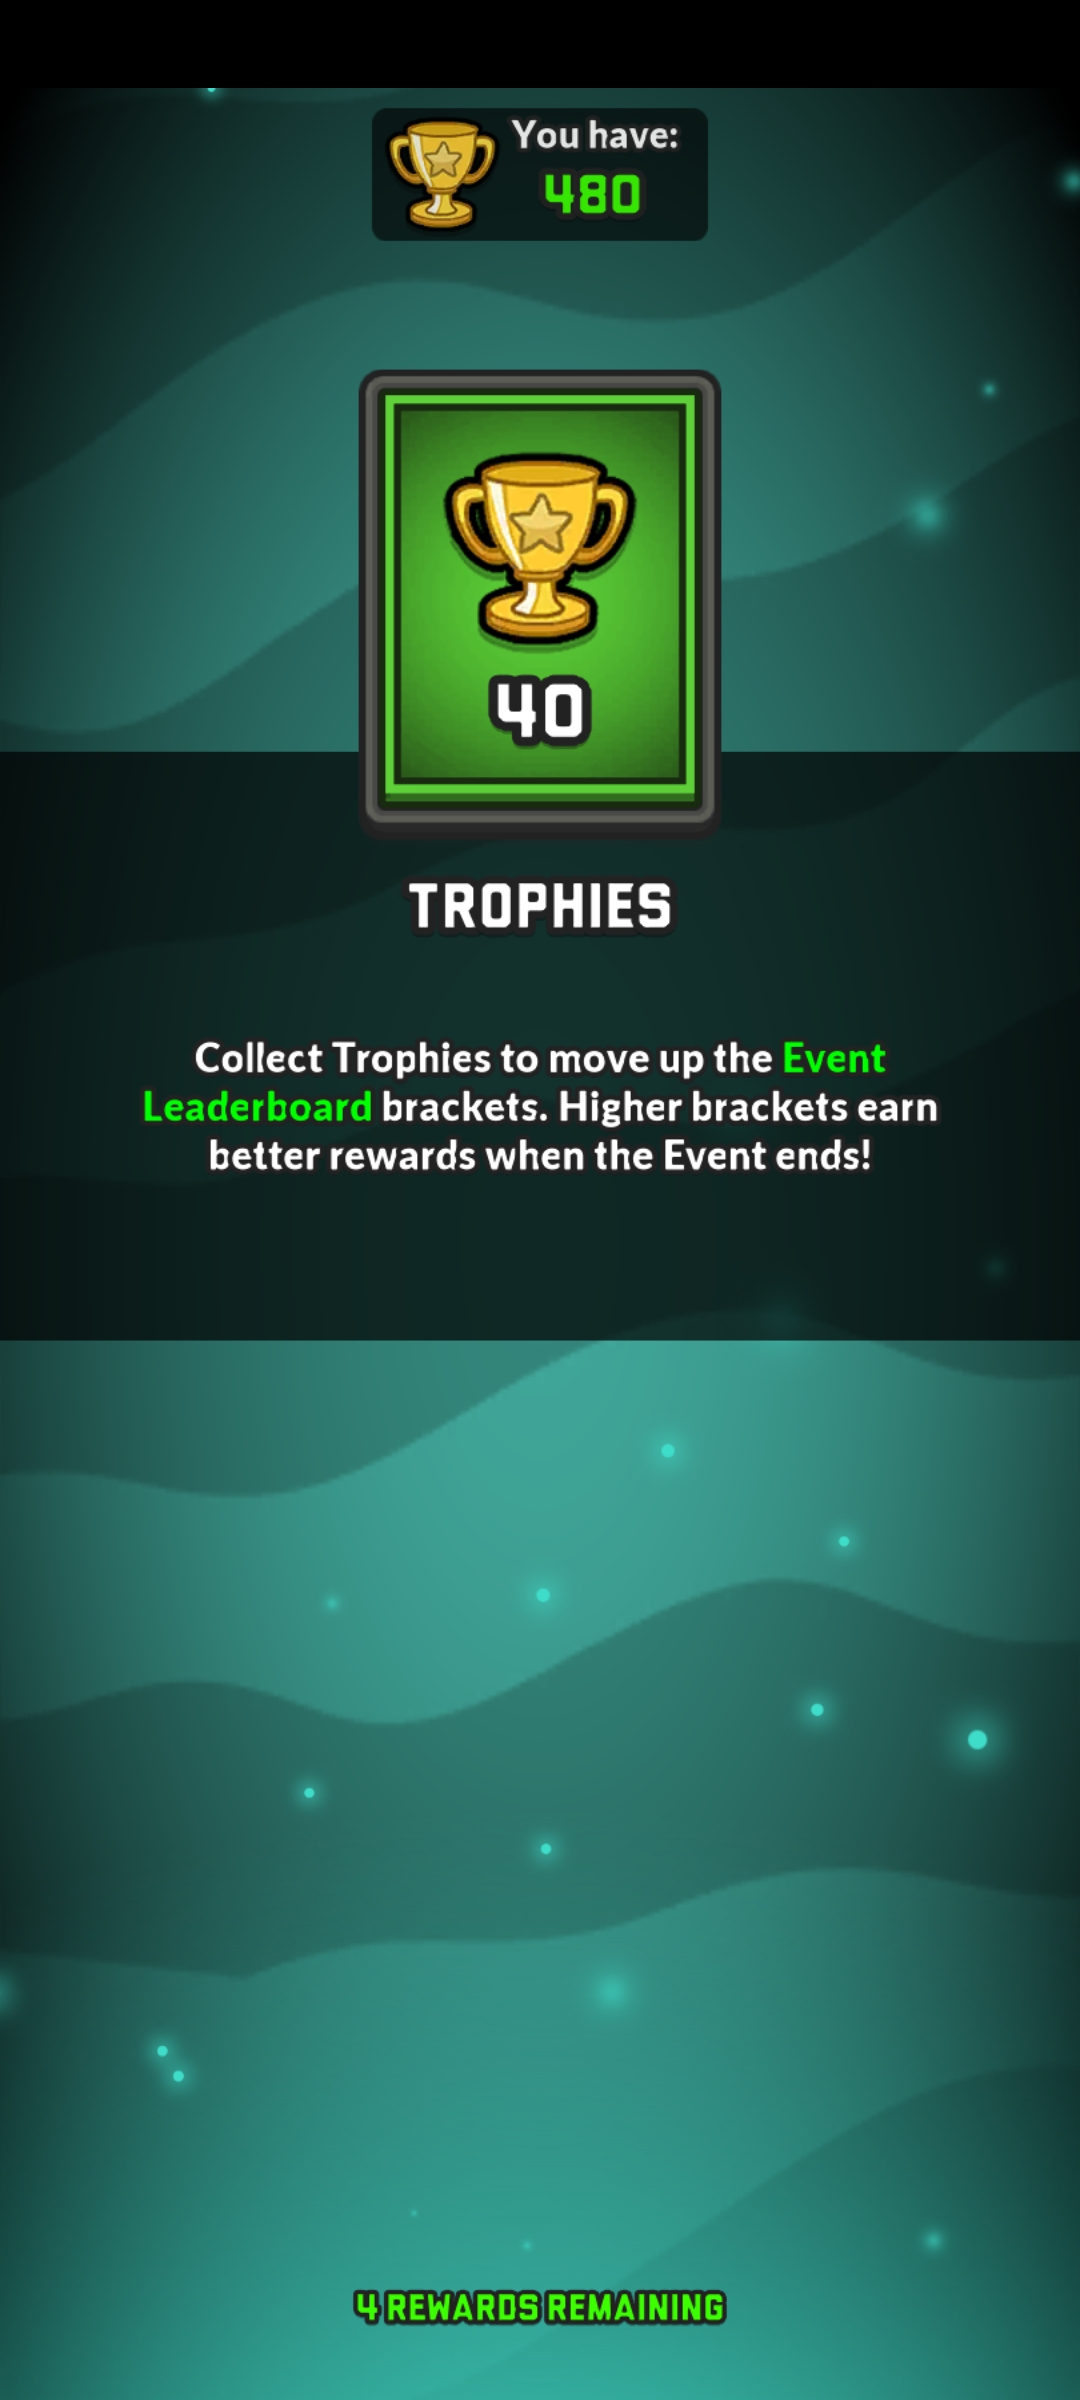 You have:
480
40
TROPHIES
Collect Trophies to move up the Event
Leaderboard brackets. Higher brackets earn
better rewards when the Event ends!
4 REWARDS REMAINING